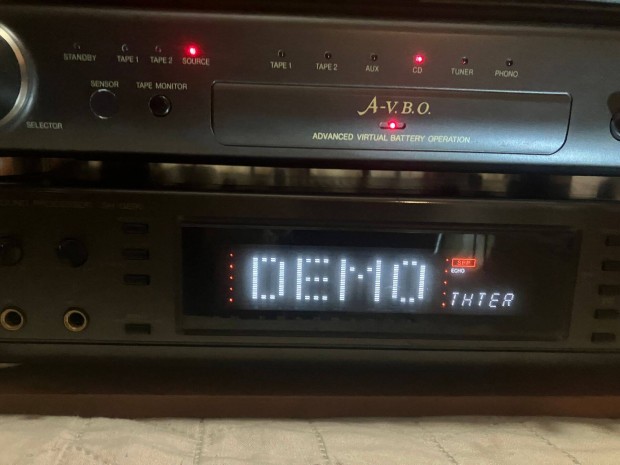 STANDBY TAPE 1 TAPE 2 SOURCE TAPE 1 TAPE 2 AUX CD TUNER PHONO
SENSOR TAPE MONITOR
A-V.B.O.
SELECTOR
ADVANCED VIRTUAL BATTERY OPERATION
DEMO
ECHO
THTER